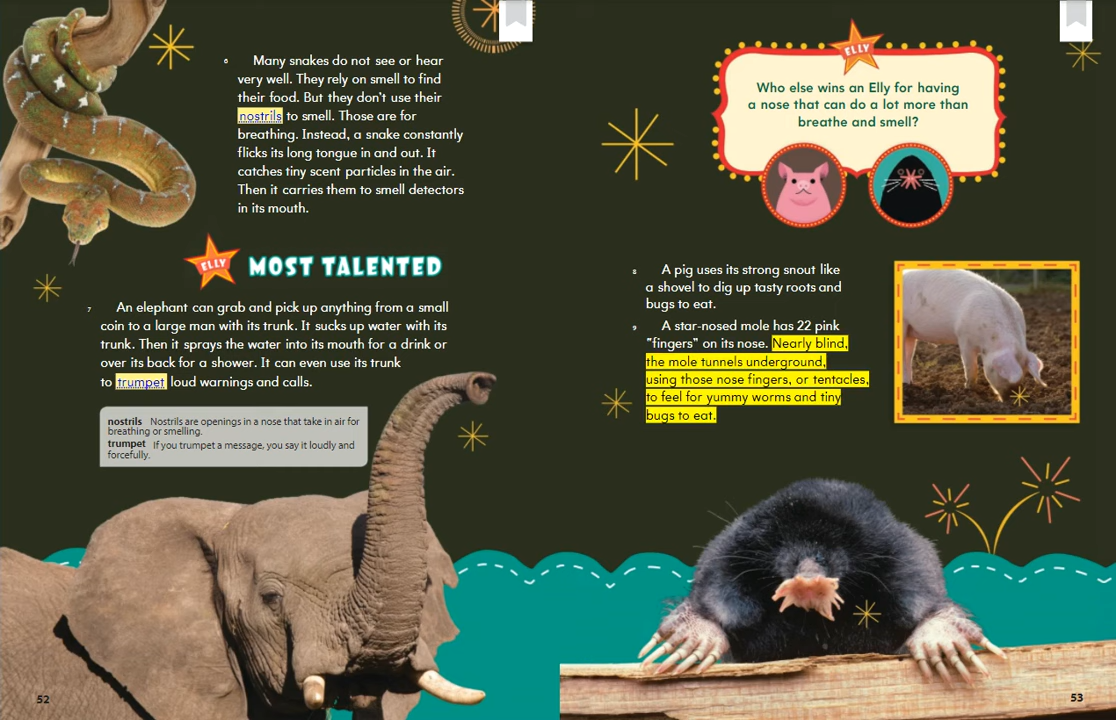 6 Many snakes do not see or hear
very well. They rely on smell to find
their food. But they don't use their
nostrils to smell. Those are for
breathing. Instead, a snake constantly
flicks its long tongue in and out. It
catches tiny scent particles in the air.
Then it carries them to smell detectors
in its mouth.
ELLY MOST TALENTED
7 An elephant can grab and pick up anything from a small
coin to a large man with its trunk. It sucks up water with its
trunk. Then it sprays the water into its mouth for a drink or
over its back for a shower. It can even use its trunk
to trumpet loud warnings and calls.
nostrils Nostrils are openings in a nose that take in air for
breathing or smelling.
trumpet If you trumpet a message, you say it loudly and
forcefully.
52
ELLY
Who else wins an Elly for having
a nose that can do a lot more than
breathe and smell?
8 A pig uses its strong snout like
a shovel to dig up tasty roots and
bugs to eat.
9 A star-nosed mole has 22 pink
"fingers" on its nose. Nearly blind,
the mole tunnels underground,
using those nose fingers, or tentacles,
to feel for yummy worms and tiny
bugs to eat.
53